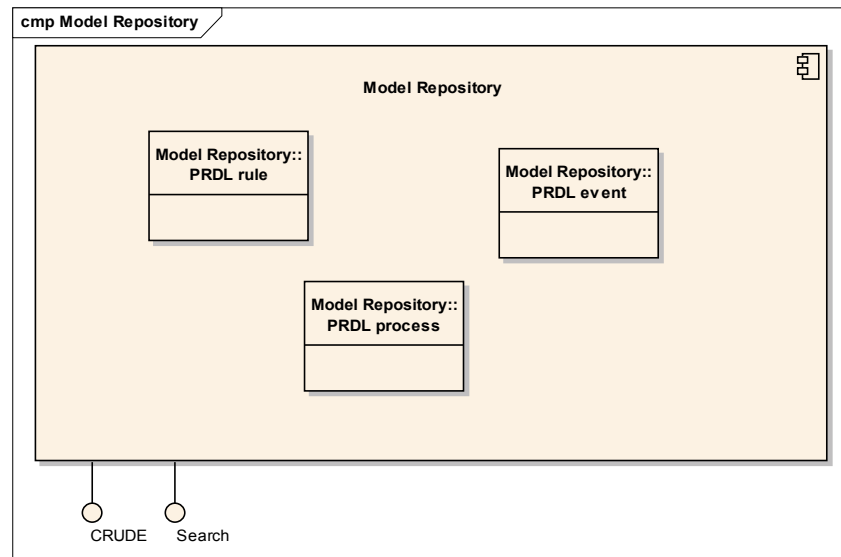 cmp Model Repository
Model Repository
Model Repository::
PRDL rule
Model Repository::
PRDL event
Model Repository::
PRDL process
CRUDE
Search